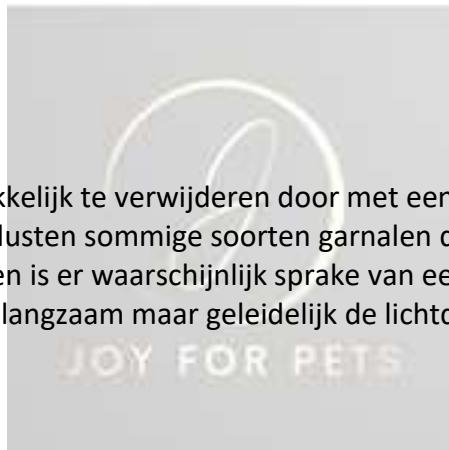 kkelijk te verwijderen door met een
lusten sommige soorten garnalen d
en is er waarschijnlijk sprake van ee
langzaam maar geleidelijk de lichtd
JOY FOR PETS